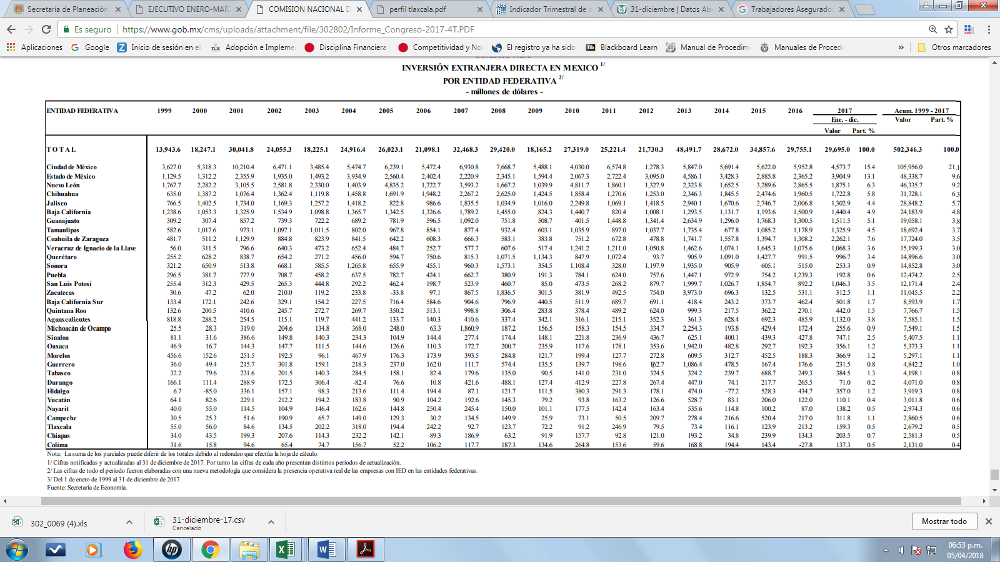 Secretaría de Planeación
EJECUTIVO ENERO-MAR
COMISION NACIONAL D
perfil tlaxcala.pdf
Indicador Trimestral de l
31-diciembre | Datos Ab
Trabajadores Asegurados
Es seguro
https://www.gob.mx/cms/uploads/attachment/file/302802/Informe_Congreso-2017-4T.PDF
Aplicaciones Google Inicio de sesión en el Adopción e Impleme Disciplina Financiera Competitividad y No El registro ya ha sido Blackboard Learn Manual de Procedimi Manuales de Procedi » Otros marcadores
INVERSIÓN EXTRANJERA DIRECTA EN MEXICO 1/
POR ENTIDAD FEDERATIVA 2/
- millones de dólares -
ENTIDAD FEDERATIVA 1999 2000 2001 2002 2003 2004 2005 2006 2007 2008 2009 2010 2011 2012 2013 2014 2015 2016 2017 Acum. 1999 - 2017
Ene. - dic. Valor Part. %
Valor Part. %
T O T A L 13,943.6 18,247.1 30,041.8 24,055.3 18,225.1 24,916.4 26,023.1 21,098.1 32,468.3 29,420.0 18,165.2 27,319.0 25,221.4 21,730.3 48,491.7 28,672.0 34,857.6 29,755.1 29,695.0 100.0 502,346.3 100.0
Ciudad de México 3,627.0 5,318.3 10,210.4 6,471.1 3,485.4 5,474.7 6,239.1 5,472.4 6,930.8 7,668.7 5,488.1 4,030.0 6,574.8 1,278.3 5,847.0 5,691.4 5,622.0 5,952.8 4,573.7 15.4 105,956.0 21.1
Estado de México 1,129.5 1,312.2 2,355.9 1,935.0 1,493.2 3,934.9 2,560.4 2,402.4 2,220.9 2,345.1 1,594.4 2,067.3 2,722.4 3,095.0 4,586.1 3,428.3 2,885.8 2,365.2 3,904.9 13.1 48,338.7 9.6
Nuevo León 1,767.7 2,282.2 3,105.5 2,581.8 2,330.0 1,403.9 4,835.2 1,722.7 3,593.2 1,667.2 1,039.9 4,811.7 1,860.1 1,327.9 2,323.8 1,652.5 3,289.6 2,865.5 1,875.1 6.3 46,335.7 9.2
Chihuahua 635.0 1,387.2 1,076.4 1,362.4 1,119.8 1,458.8 1,691.9 1,948.2 2,267.2 2,625.0 1,424.5 1,858.4 1,270.6 1,253.0 2,346.3 1,845.5 2,474.6 1,960.5 1,722.8 5.8 31,728.1 6.3
Jalisco 766.5 1,402.5 1,734.0 1,169.3 1,257.2 1,418.2 822.8 986.6 1,835.5 1,034.9 1,016.0 2,249.8 1,069.1 1,418.5 2,940.1 1,670.6 2,746.7 2,006.8 1,302.9 4.4 28,848.2 5.7
Baja California 1,238.6 1,053.3 1,325.9 1,534.9 1,098.8 1,365.7 1,342.5 1,326.6 1,789.2 1,455.0 824.3 1,440.7 820.4 1,008.1 1,293.5 1,131.7 1,193.6 1,500.9 1,440.4 4.9 24,183.9 4.8
Guanajuato 309.2 307.4 857.2 739.3 722.2 689.2 781.9 596.5 1,092.0 751.8 508.7 401.5 1,448.8 1,341.4 2,634.9 1,296.0 1,768.3 1,300.5 1,511.5 5.1 19,058.1 3.8
Tamaulipas 582.6 1,017.6 973.1 1,097.1 1,011.5 802.0 967.8 854.1 877.4 932.4 603.1 1,035.9 897.0 1,037.7 1,735.4 677.8 1,085.2 1,178.9 1,325.9 4.5 18,692.4 3.7
Coahuila de Zaragoza 481.7 511.2 1,129.9 884.8 823.9 841.5 642.2 608.3 666.3 583.1 383.8 751.2 672.8 478.8 1,741.7 1,557.8 1,394.7 1,308.2 2,262.1 7.6 17,724.0 3.5
Veracruz de Ignacio de la Llave 56.0 311.5 796.6 640.3 473.2 652.4 484.7 252.7 577.7 607.6 517.4 1,241.2 1,211.0 1,050.8 1,462.6 1,074.1 1,645.3 1,075.6 1,068.3 3.6 15,199.3 3.0
Querétaro 255.2 628.2 838.7 654.2 271.2 456.0 594.7 750.6 815.3 1,071.5 1,134.3 847.9 1,072.4 93.7 905.9 1,091.0 1,427.7 991.5 996.7 3.4 14,896.6 3.0
Sonora 321.2 650.9 513.8 668.1 585.5 1,265.8 655.9 455.1 960.3 1,573.1 354.5 1,108.4 328.0 1,197.9 1,935.0 905.9 605.1 515.0 253.3 0.9 14,852.8 3.0
Puebla 296.5 381.7 777.9 708.7 458.2 637.5 782.7 424.1 662.7 380.9 191.3 784.1 624.0 757.6 1,447.1 972.9 754.2 1,239.3 192.8 0.6 12,474.2 2.5
San Luis Potosí 255.4 312.3 429.5 265.3 444.8 292.2 462.4 198.7 523.9 460.7 85.0 473.5 268.2 879.7 1,999.7 1,026.7 1,854.7 892.2 1,046.3 3.5 12,171.4 2.4
Zacatecas 30.6 47.2 62.0 210.0 119.2 233.8 -33.8 97.1 867.5 1,836.5 301.5 381.9 492.5 754.0 3,973.0 696.3 132.5 531.1 312.5 1.1 11,045.5 2.2
Baja California Sur 133.4 172.1 242.6 329.1 154.2 227.5 716.4 584.6 904.6 796.9 440.5 511.9 689.7 691.1 418.4 243.2 373.7 462.4 501.8 1.7 8,593.9 1.7
Quintana Roo 132.6 200.5 410.6 245.7 272.7 269.7 350.2 513.1 998.8 306.4 283.8 378.4 489.2 624.0 999.3 217.5 362.2 270.1 442.0 1.5 7,766.7 1.5
Aguascalientes 818.8 288.2 254.5 115.1 119.7 441.2 133.7 140.3 410.6 337.4 342.1 316.1 215.1 352.3 361.3 628.4 692.3 485.9 1,132.0 3.8 7,585.1 1.5
Michoacán de Ocampo 25.5 28.3 319.0 204.6 134.8 368.0 248.0 63.3 1,860.9 187.2 156.5 158.3 154.5 334.7 2,254.3 193.8 429.4 172.4 255.6 0.9 7,549.1 1.5
Sinaloa 81.1 31.6 386.6 149.8 140.3 234.3 104.9 144.4 277.4 174.4 148.1 221.8 236.9 436.7 625.1 400.1 439.3 427.8 747.1 2.5 5,407.5 1.1
Oaxaca 46.9 16.7 144.3 147.7 111.5 144.6 126.6 110.3 172.7 200.7 235.9 117.6 178.1 353.6 1,942.0 482.8 292.7 192.3 356.1 1.2 5,373.3 1.1
Morelos 456.6 152.6 251.5 192.5 96.1 467.9 176.3 173.9 393.5 284.8 121.7 199.4 127.7 272.8 609.5 312.7 452.5 188.3 366.9 1.2 5,297.1 1.1
Guerrero 36.0 49.4 215.7 301.8 159.1 218.3 237.0 162.0 111.7 574.4 135.5 139.7 198.6 162.7 1,086.4 478.5 167.4 176.6 231.5 0.8 4,842.2 1.0
Tabasco 32.2 79.6 231.6 201.5 140.3 284.5 158.1 82.4 179.6 135.0 90.5 141.0 231.0 324.5 324.2 239.7 688.7 249.3 384.5 1.3 4,198.1 0.8
Durango 166.1 111.4 288.9 172.5 306.4 -82.4 76.6 10.8 421.6 488.1 127.4 412.9 227.8 267.4 447.0 74.1 217.7 265.5 71.0 0.2 4,071.0 0.8
Hidalgo 6.7 -85.0 336.1 157.1 98.3 213.6 111.4 194.4 87.1 121.7 111.5 380.3 291.3 178.1 474.0 -77.2 528.3 434.7 357.0 1.2 3,919.3 0.8
Yucatán 64.1 82.6 229.1 212.2 194.2 183.8 90.9 104.2 192.6 145.3 79.2 93.8 163.2 126.6 528.7 83.1 206.0 122.0 110.1 0.4 3,011.8 0.6
Nayarit 40.0 55.0 114.5 104.9 146.4 162.6 144.8 250.4 245.4 150.0 101.1 177.5 142.4 163.4 535.6 114.8 100.2 87.0 138.2 0.5 2,974.3 0.6
Campeche 30.5 25.3 51.6 190.9 65.7 149.0 129.3 30.2 134.5 149.9 25.9 73.1 50.5 209.7 278.4 216.6 520.4 217.0 311.8 1.1 2,860.5 0.6
Tlaxcala 55.0 56.0 84.6 134.5 202.2 318.0 194.4 242.2 92.7 123.7 72.2 91.2 246.9 79.5 73.4 116.1 123.9 213.2 159.3 0.5 2,679.2 0.5
Chiapas 34.0 43.5 199.3 207.6 114.3 232.2 142.1 89.3 186.9 63.2 91.9 157.7 92.8 121.0 193.2 34.8 239.9 134.3 203.5 0.7 2,581.3 0.5
Colima 31.6 15.8 94.6 65.4 74.7 156.7 52.2 106.2 117.7 187.3 134.6 264.8 153.6 59.6 168.8 194.4 143.4 -27.8 137.3 0.5 2,131.0 0.4
Nota: La suma de los parciales puede diferir de los totales debido al redondeo que efectúa la hoja de cálculo.
1/ Cifras notificadas y actualizadas al 31 de diciembre de 2017. Por tanto las cifras de cada año presentan distintos periodos de actualización.
2/ Las cifras de todo el periodo fueron elaboradas con una nueva metodología que considera la presencia operativa real de las empresas con IED en las entidades federativas.
3/ Del 1 de enero de 1999 al 31 de diciembre de 2017.
Fuente: Secretaría de Economía.
302_0069 (4).xls
31-diciembre-17.csv
Cancelado
Mostrar todo
06:53 p.m.
05/04/2018